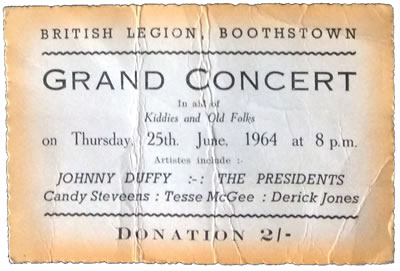 BRITISH LEGION, BOOTHSTOWN
GRAND CONCERT
In aid of
Kiddies and Old Folks
on Thursday, 25th. June, 1964 at 8 p.m.
Artistes include :-
JOHNNY DUFFY :-: THE PRESIDENTS
Candy Steveens : Tesse McGee : Derick Jones
DONATION 2/-